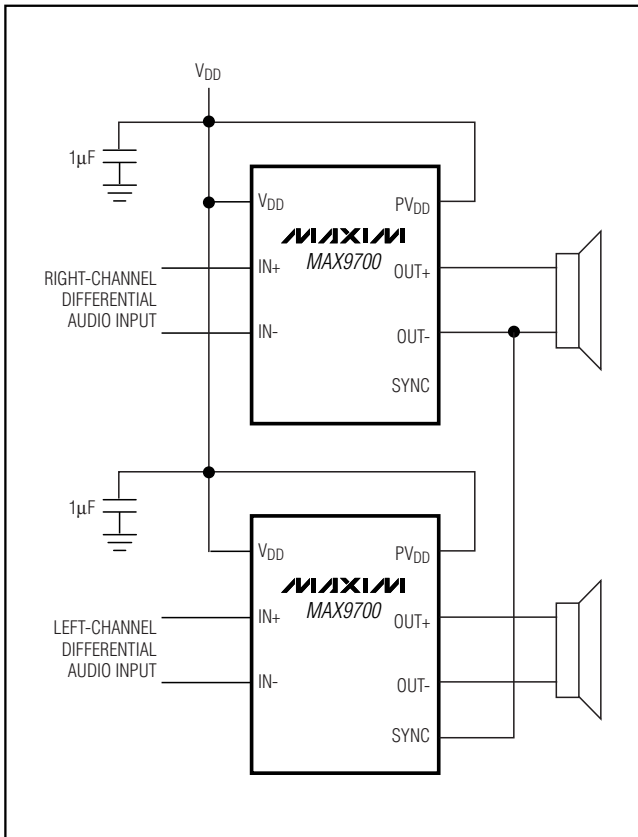 VDD
1µF
VDD
PVDD
MAXIM
MAX9700
IN+
OUT+
RIGHT-CHANNEL
DIFFERENTIAL
AUDIO INPUT
IN-
OUT-
SYNC
1µF
VDD
PVDD
MAXIM
MAX9700
IN+
OUT+
LEFT-CHANNEL
DIFFERENTIAL
AUDIO INPUT
IN-
OUT-
SYNC